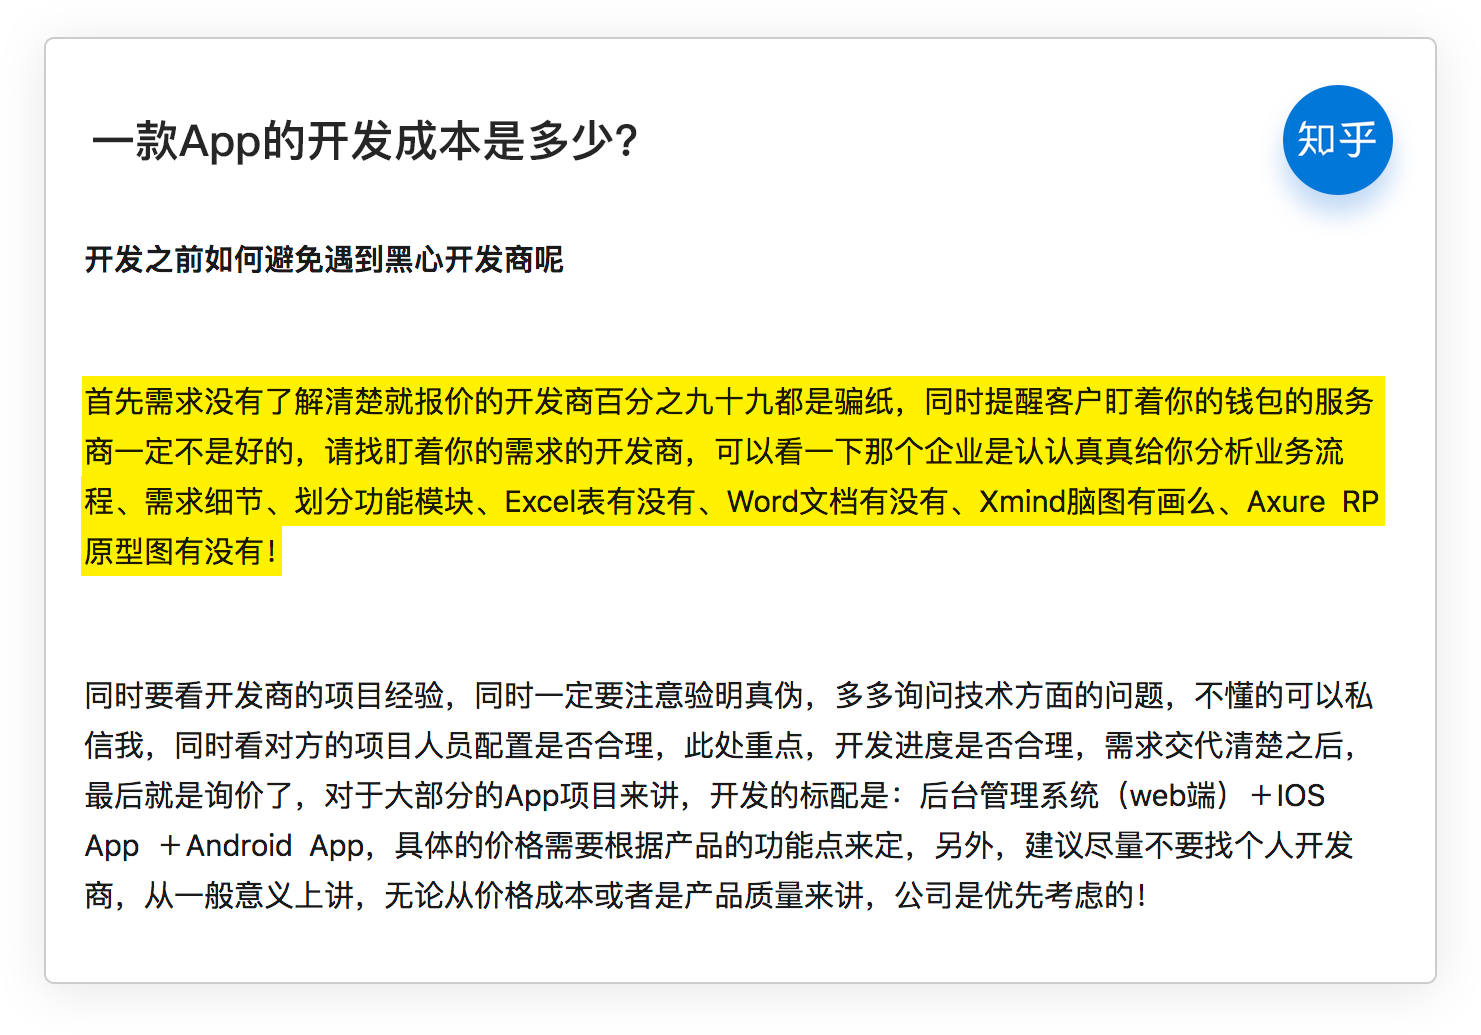 一款App的开发成本是多少？
知乎
开发之前如何避免遇到黑心开发商呢
首先需求没有了解清楚就报价的开发商百分之九十九都是骗纸，同时提醒客户盯着你的钱包的服务
商一定不是好的，请找盯着你的需求的开发商，可以看一下那个企业是认认真真给你分析业务流
程、需求细节、划分功能模块、Excel表有没有、Word文档有没有、Xmind脑图有画么、Axure RP
原型图有没有！
同时要看开发商的项目经验，同时一定要注意验明真伪，多多询问技术方面的问题，不懂的可以私
信我，同时看对方的项目人员配置是否合理，此处重点，开发进度是否合理，需求交代清楚之后，
最后就是询价了，对于大部分的App项目来讲，开发的标配是：后台管理系统（web端）＋IOS
App ＋Android App，具体的价格需要根据产品的功能点来定，另外，建议尽量不要找个人开发
商，从一般意义上讲，无论从价格成本或者是产品质量来讲，公司是优先考虑的！